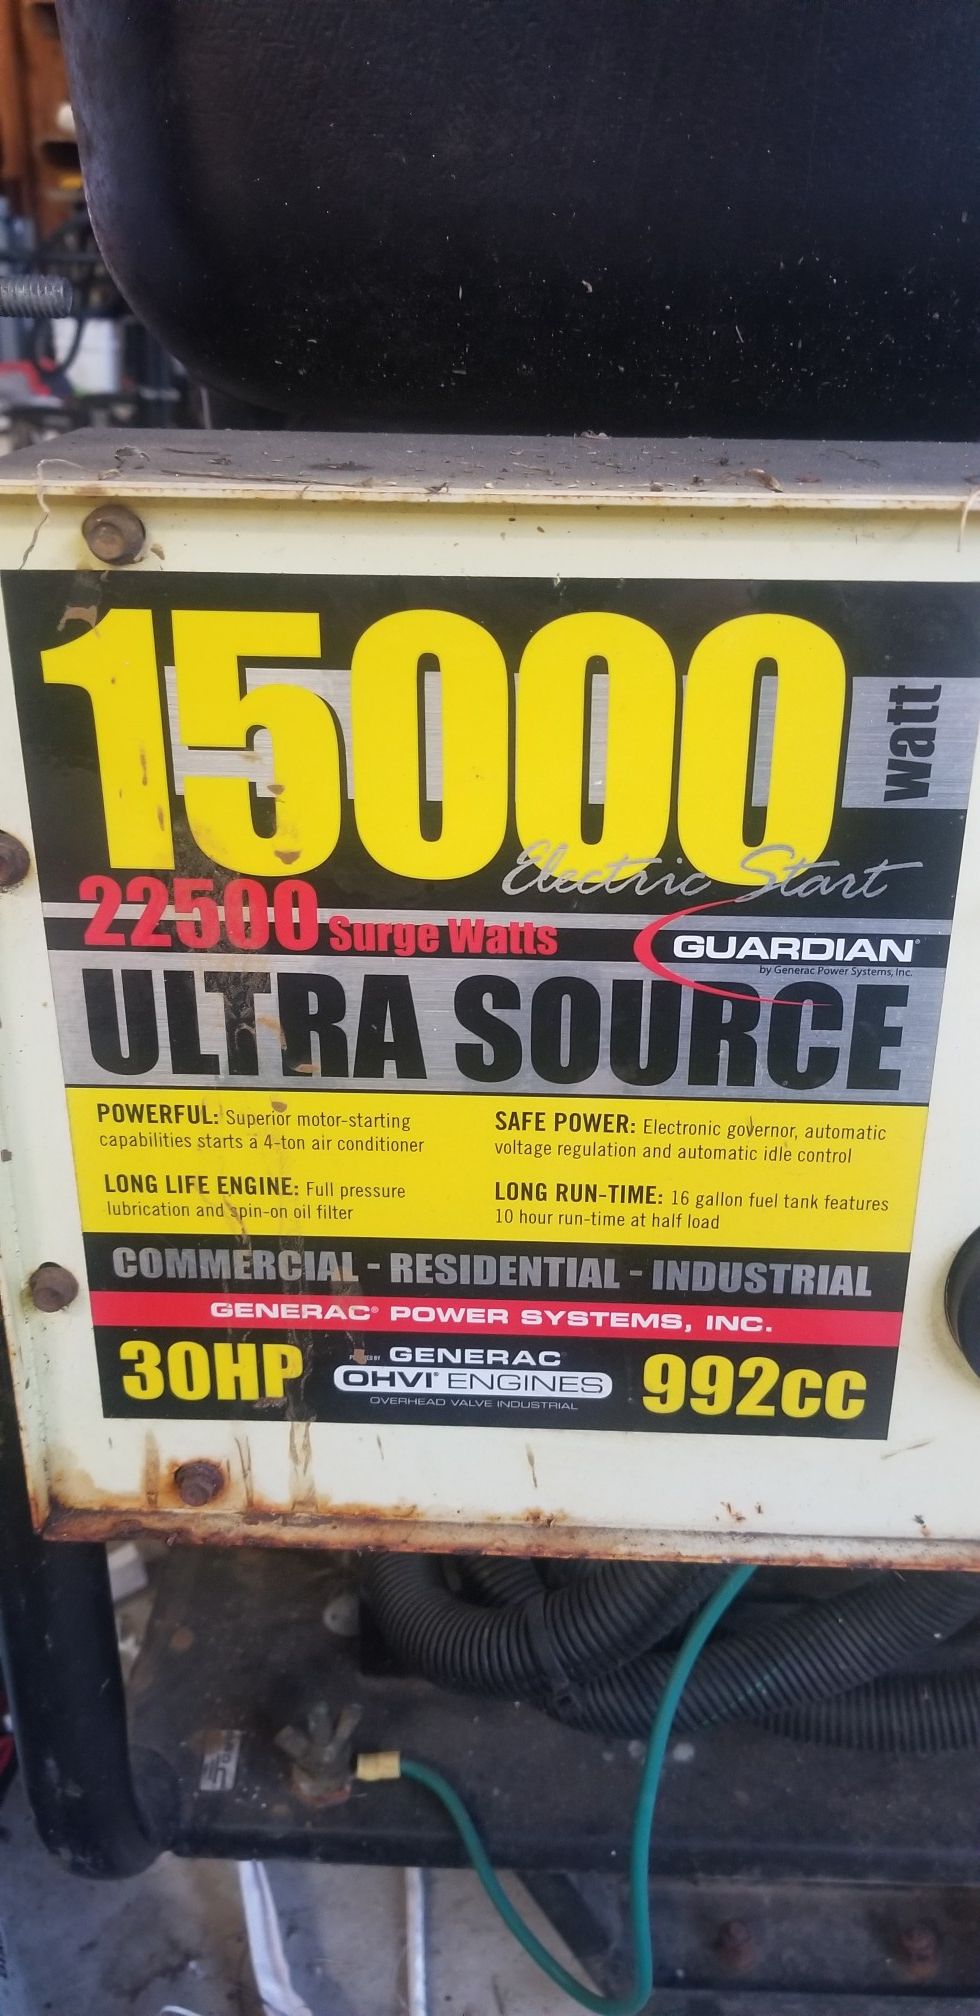 15000 watt
Electric Start
22500 Surge Watts
GUARDIAN®
by Generac Power Systems, Inc.
ULTRA SOURCE
POWERFUL: Superior motor-starting
capabilities starts a 4-ton air conditioner
SAFE POWER: Electronic governor, automatic
voltage regulation and automatic idle control
LONG LIFE ENGINE: Full pressure
lubrication and spin-on oil filter
LONG RUN-TIME: 16 gallon fuel tank features
10 hour run-time at half load
COMMERCIAL - RESIDENTIAL - INDUSTRIAL
GENERAC® POWER SYSTEMS, INC.
30HP
GENERAC®
OHVI® ENGINES
OVERHEAD VALVE INDUSTRIAL
992cc